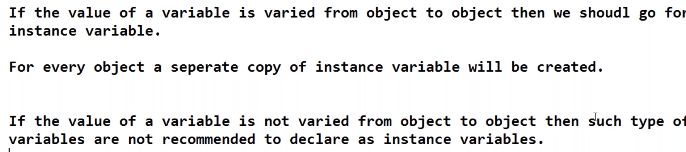 If the value of a variable is varied from object to object then we shoudl go for
instance variable.
For every object a seperate copy of instance variable will be created.
If the value of a variable is not varied from object to object then such type of
variables are not recommended to declare as instance variables.